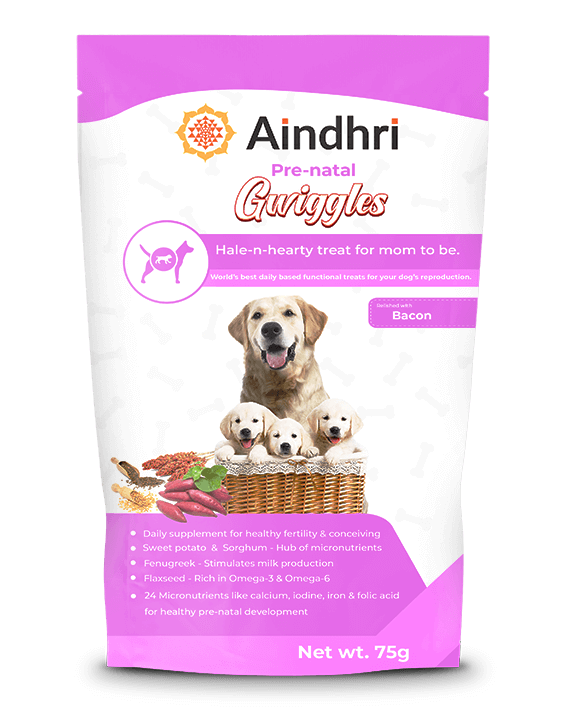 Aindhri
Pre-natal
Gwiggles
Hale-n-hearty treat for mom to be.
World's best daily based functional treats for your dog's reproduction.
Enriched with
Bacon
Daily supplement for healthy fertility & conceiving
Sweet potato & Sorghum - Hub of micronutrients
Fenugreek - Stimulates milk production
Flaxseed - Rich in Omega-3 & Omega-6
24 Micronutrients like calcium, iodine, iron & folic acid
for healthy pre-natal development
Net wt. 75g